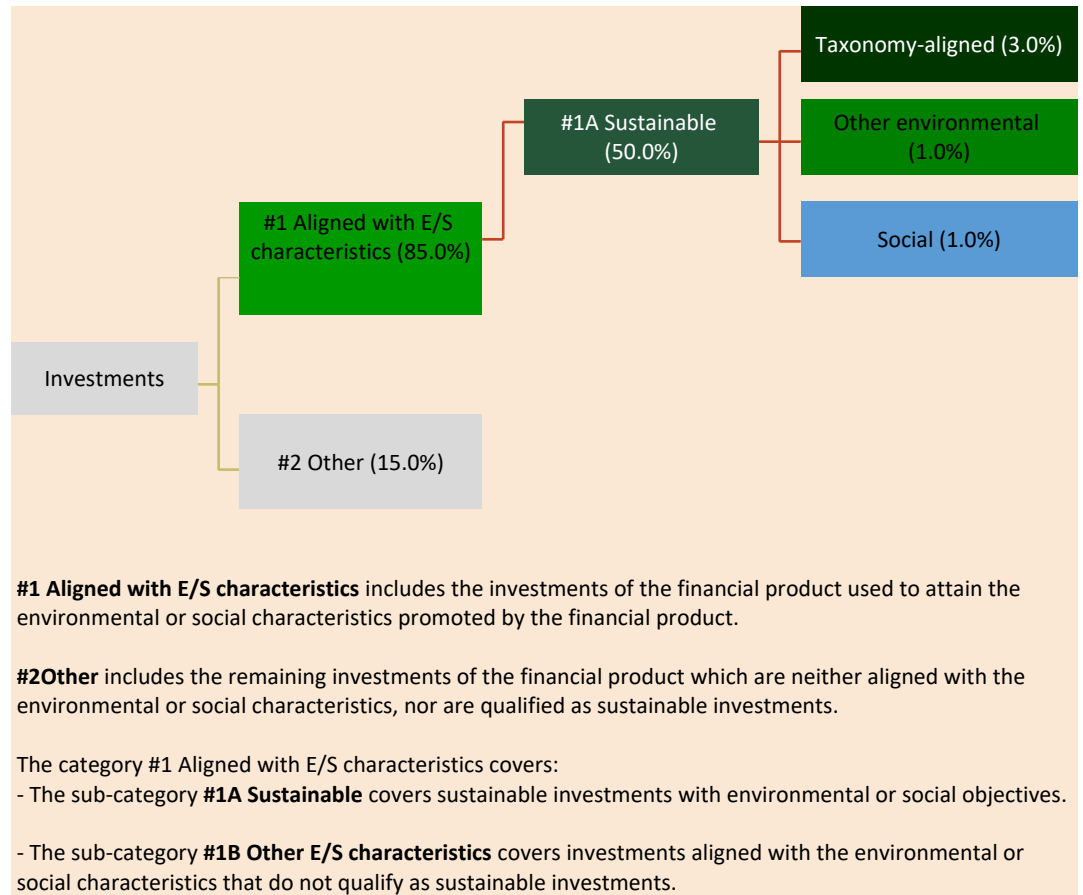 Taxonomy-aligned (3.0%)
#1A Sustainable
(50.0%)
Other environmental
(1.0%)
#1 Aligned with E/S
characteristics (85.0%)
Social (1.0%)
Investments
#2 Other (15.0%)
#1 Aligned with E/S characteristics includes the investments of the financial product used to attain the
environmental or social characteristics promoted by the financial product.
#2Other includes the remaining investments of the financial product which are neither aligned with the
environmental or social characteristics, nor are qualified as sustainable investments.
The category #1 Aligned with E/S characteristics covers:
- The sub-category #1A Sustainable covers sustainable investments with environmental or social objectives.
- The sub-category #1B Other E/S characteristics covers investments aligned with the environmental or
social characteristics that do not qualify as sustainable investments.